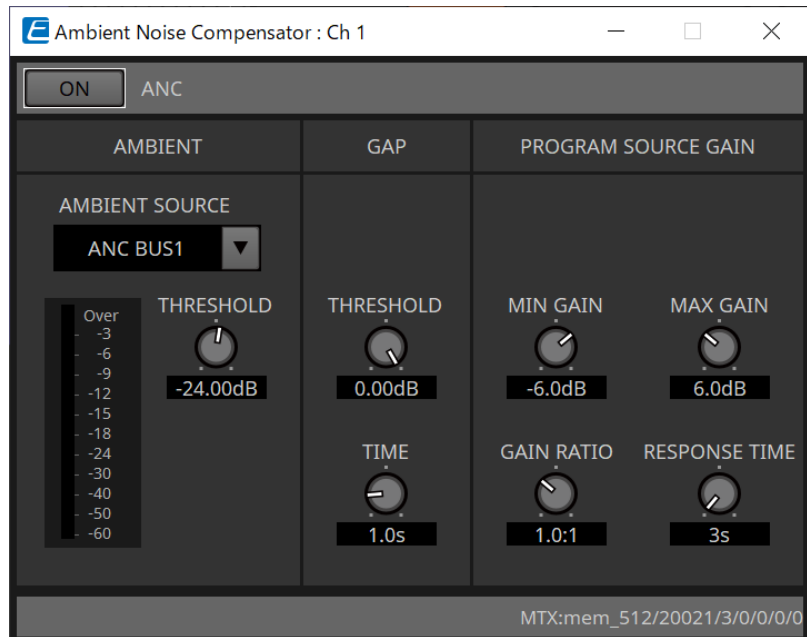 Ambient Noise Compensator : Ch 1
ON ANC
AMBIENT GAP PROGRAM SOURCE GAIN
AMBIENT SOURCE
ANC BUS1
THRESHOLD THRESHOLD MIN GAIN MAX GAIN
Over
-3
-6
-9
-12
-15
-18
-24
-30
-40
-50
-60
-24.00dB 0.00dB -6.0dB 6.0dB
TIME GAIN RATIO RESPONSE TIME
1.0s 1.0:1 3s
MTX:mem_512/20021/3/0/0/0/0